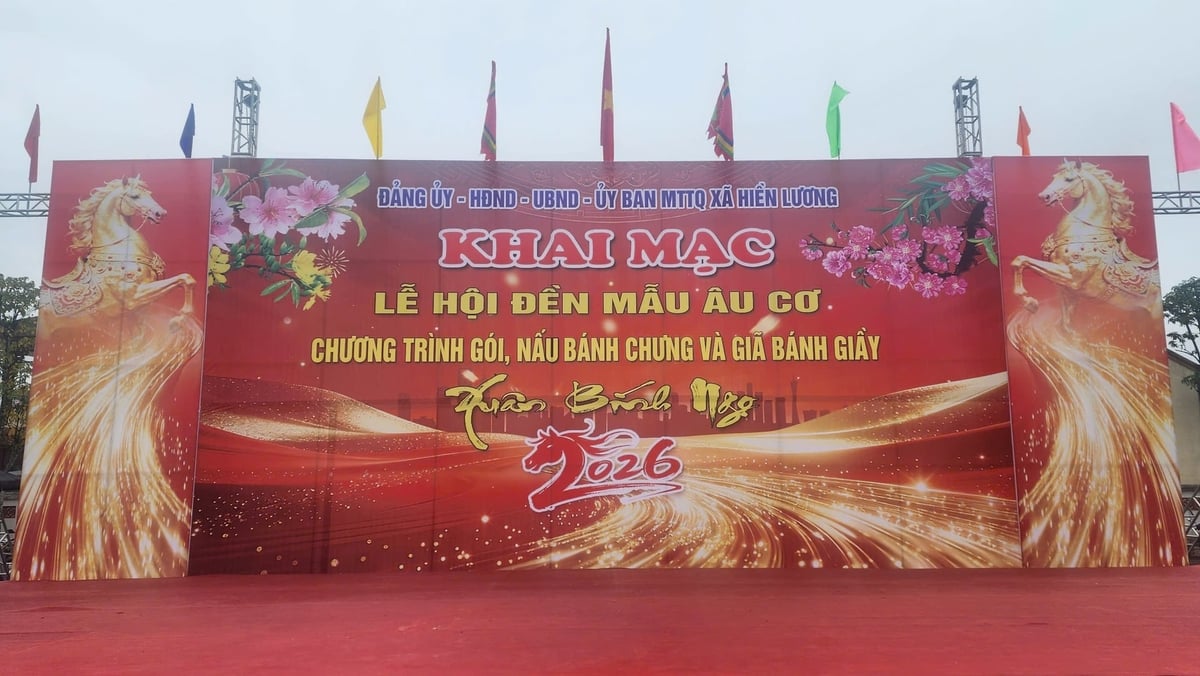 ĐẢNG ỦY - HĐND - UBND - ỦY BAN MTTQ XÃ HIỀN LƯƠNG
KHAI MẠC
LỄ HỘI ĐỀN MẪU ÂU CƠ
CHƯƠNG TRÌNH GÓI, NẤU BÁNH CHƯNG VÀ GIÃ BÁNH GIẦY
Xuân Bính Ngọ
2026